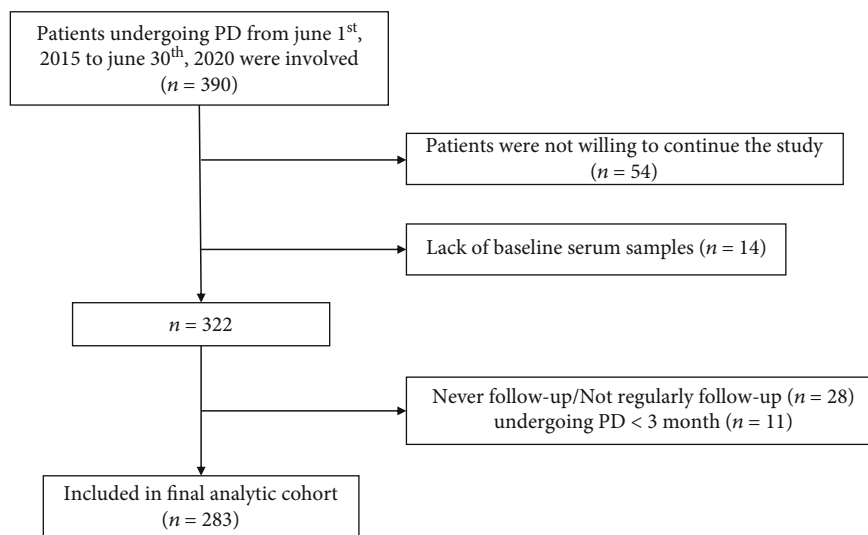 Patients undergoing PD from june 1st,
2015 to june 30th, 2020 were involved
(n = 390)
Patients were not willing to continue the study
(n = 54)
Lack of baseline serum samples (n = 14)
n = 322
Never follow-up/Not regularly follow-up (n = 28)
undergoing PD < 3 month (n = 11)
Included in final analytic cohort
(n = 283)